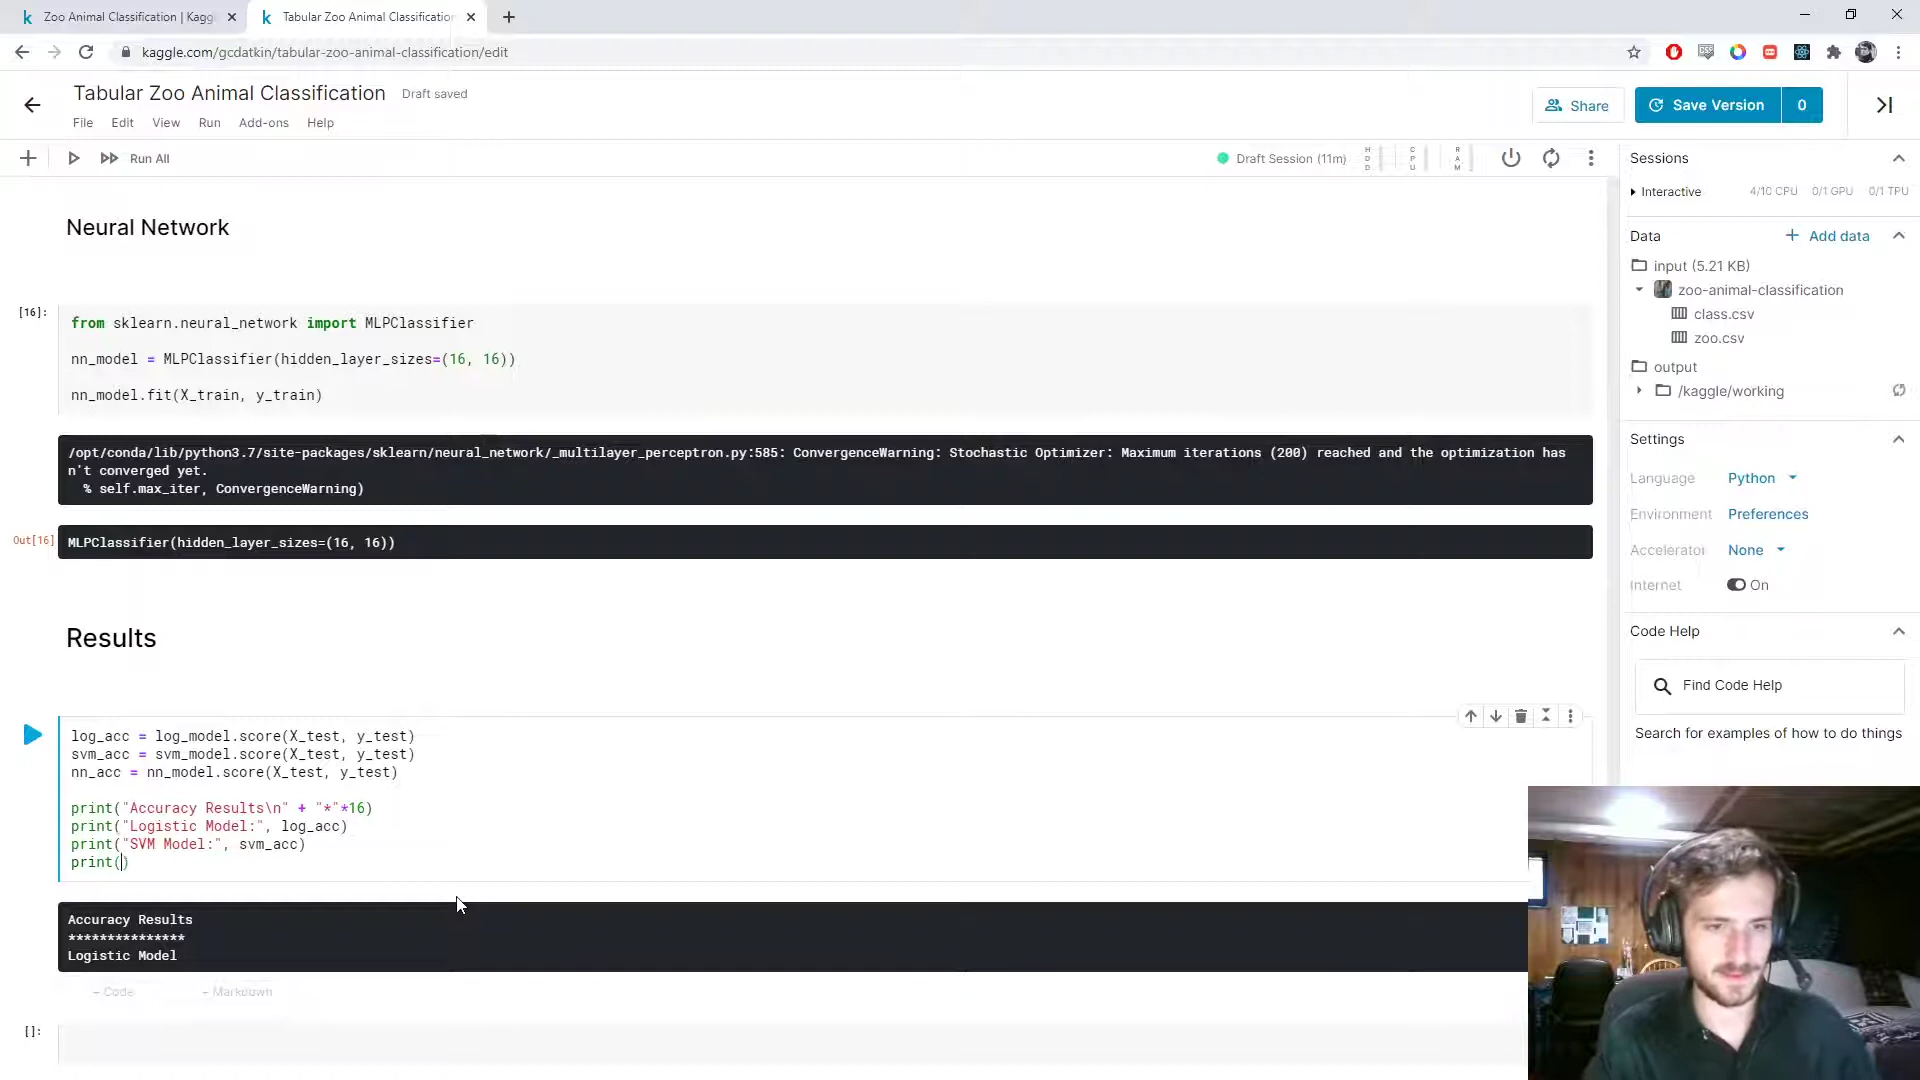 Zoo Animal Classification | Kagg
Tabular Zoo Animal Classificatio
kaggle.com/gcdatkin/tabular-zoo-animal-classification/edit
Tabular Zoo Animal Classification
Draft saved
Share
Save Version
0
File Edit View Run Add-ons Help
Run All
Draft Session (11m)
HDD
CPU
RAM
Neural Network
[16]:
from sklearn.neural_network import MLPClassifier
nn_model = MLPClassifier(hidden_layer_sizes=(16, 16))
nn_model.fit(X_train, y_train)
/opt/conda/lib/python3.7/site-packages/sklearn/neural_network/_multilayer_perceptron.py:585: ConvergenceWarning: Stochastic Optimizer: Maximum iterations (200) reached and the optimization has
n't converged yet.
% self.max_iter, ConvergenceWarning)
Out[16]
MLPClassifier(hidden_layer_sizes=(16, 16))
Results
log_acc = log_model.score(X_test, y_test)
svm_acc = svm_model.score(X_test, y_test)
nn_acc = nn_model.score(X_test, y_test)
print("Accuracy Results\n" + "*"*16)
print("Logistic Model:", log_acc)
print("SVM Model:", svm_acc)
print()
Accuracy Results
***************
Logistic Model
+ Code
+ Markdown
[]:
Sessions
Interactive
4/10 CPU 0/1 GPU 0/1 TPU
Data
+ Add data
input (5.21 KB)
zoo-animal-classification
class.csv
zoo.csv
output
/kaggle/working
Settings
Language Python
Environment Preferences
Accelerator None
Internet On
Code Help
Find Code Help
Search for examples of how to do things